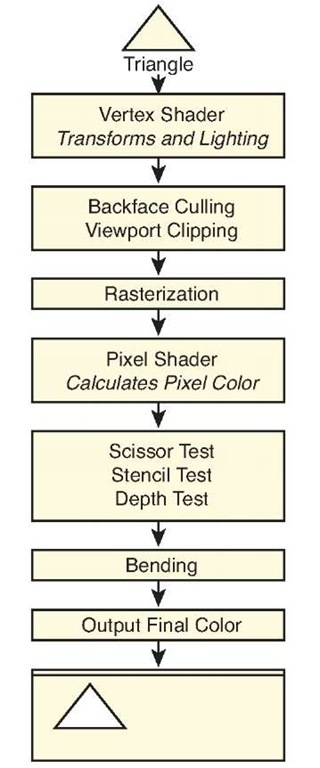 Triangle
Vertex Shader
Transforms and Lighting
Backface Culling
Viewport Clipping
Rasterization
Pixel Shader
Calculates Pixel Color
Scissor Test
Stencil Test
Depth Test
Bending
Output Final Color